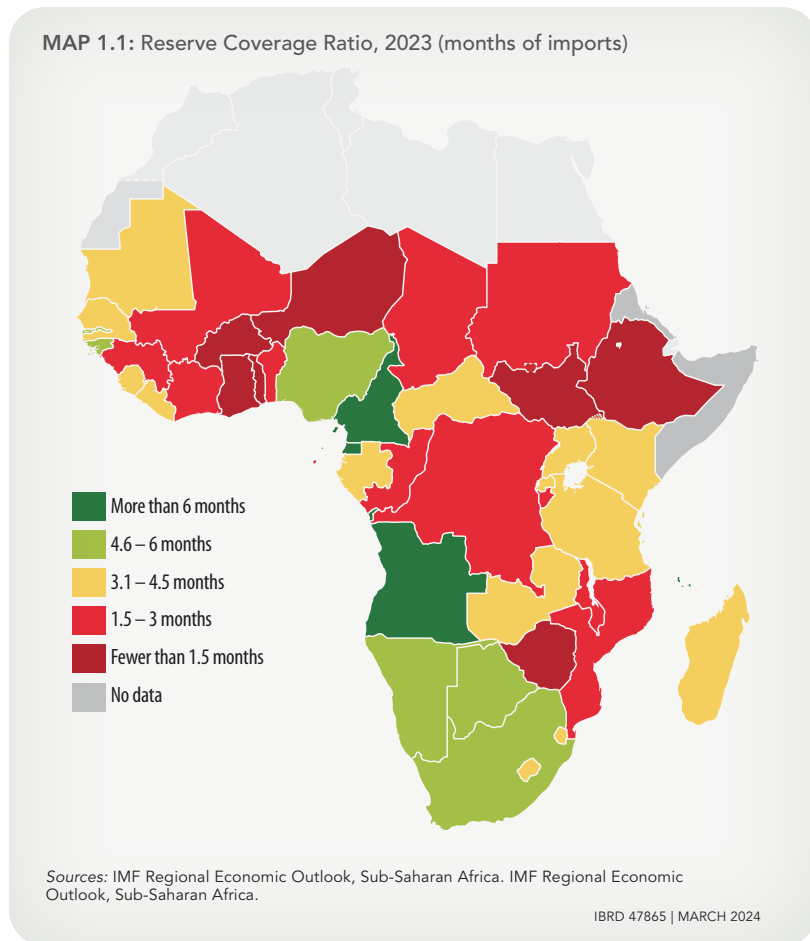 MAP 1.1: Reserve Coverage Ratio, 2023 (months of imports)
More than 6 months
4.6 – 6 months
3.1 – 4.5 months
1.5 – 3 months
Fewer than 1.5 months
No data
Sources: IMF Regional Economic Outlook, Sub-Saharan Africa. IMF Regional Economic
Outlook, Sub-Saharan Africa.
IBRD 47865 | MARCH 2024